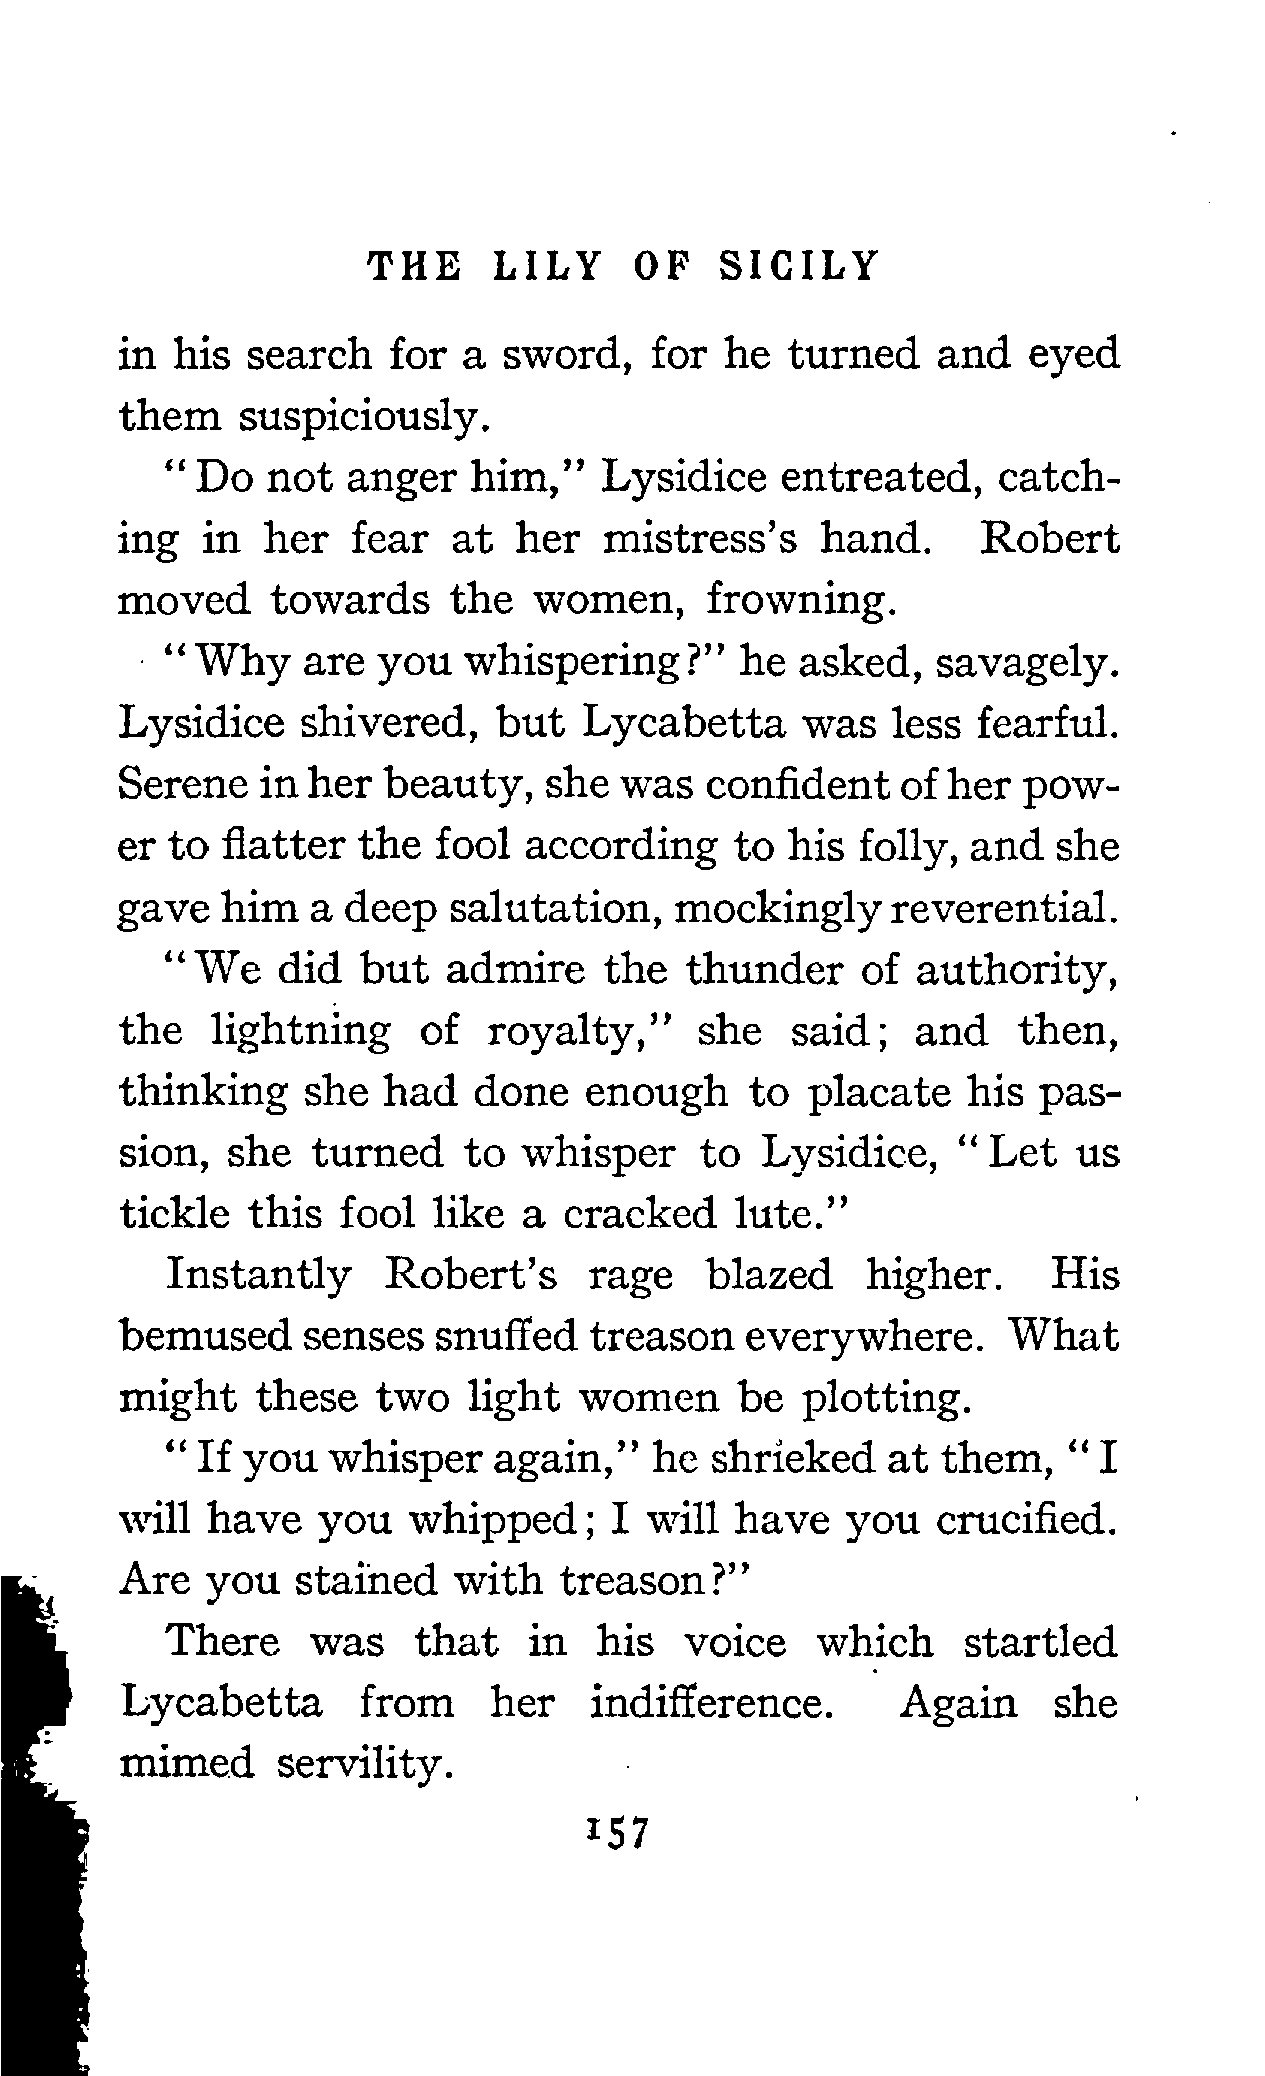 THE LILY OF SICILY
in his search for a sword, for he turned and eyed
them suspiciously.
"Do not anger him," Lysidice entreated, catch-
ing in her fear at her mistress's hand. Robert
moved towards the women, frowning.
"Why are you whispering?" he asked, savagely.
Lysidice shivered, but Lycabetta was less fearful.
Serene in her beauty, she was confident of her pow-
er to flatter the fool according to his folly, and she
gave him a deep salutation, mockingly reverential.
"We did but admire the thunder of authority,
the lightning of royalty," she said; and then,
thinking she had done enough to placate his pas-
sion, she turned to whisper to Lysidice, "Let us
tickle this fool like a cracked lute."
Instantly Robert's rage blazed higher. His
bemused senses snuffed treason everywhere. What
might these two light women be plotting.
"If you whisper again," he shrieked at them, "I
will have you whipped; I will have you crucified.
Are you stained with treason?"
There was that in his voice which startled
Lycabetta from her indifference. Again she
mimed servility.
157